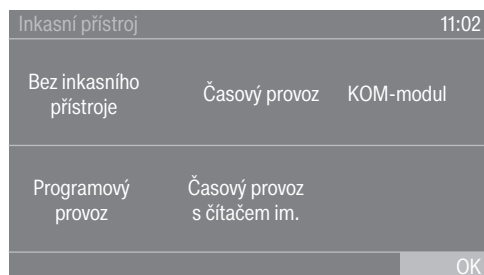 Inkasní přístroj 11:02
Bez inkasního
přístroje
Časový provoz
KOM-modul
Programový
provoz
Časový provoz
s čítačem im.
OK